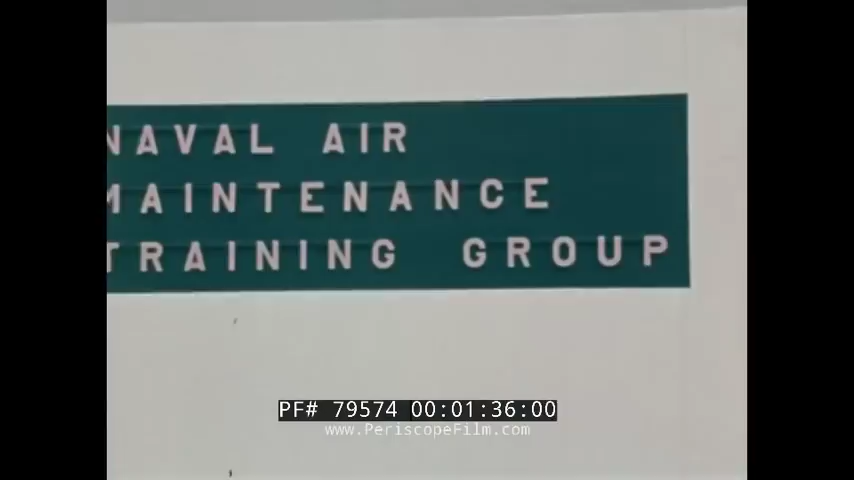 NAVAL AIR
MAINTENANCE
TRAINING GROUP
PF# 79574 00:01:36:00
www.PeriscopeFilm.com